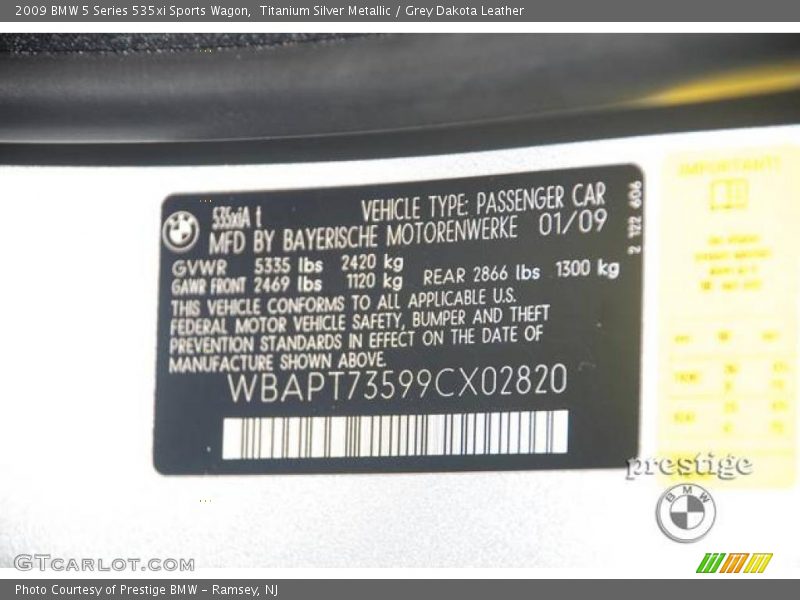 2009 BMW 5 Series 535xi Sports Wagon,  Titanium Silver Metallic / Grey Dakota Leather
535xiA t
VEHICLE TYPE: PASSENGER CAR
MFD BY BAYERISCHE MOTORENWERKE 01/09
GVWR 5335 lbs 2420 kg
GAWR FRONT 2469 lbs 1120 kg REAR 2866 lbs 1300 kg
THIS VEHICLE CONFORMS TO ALL APPLICABLE U.S.
FEDERAL MOTOR VEHICLE SAFETY, BUMPER AND THEFT
PREVENTION STANDARDS IN EFFECT ON THE DATE OF
MANUFACTURE SHOWN ABOVE.
WBAPT73599CX02820
2 122 606
IMPORTANT!
prestige
BMW
GTCARLOT.COM
Photo Courtesy of Prestige BMW – Ramsey, NJ